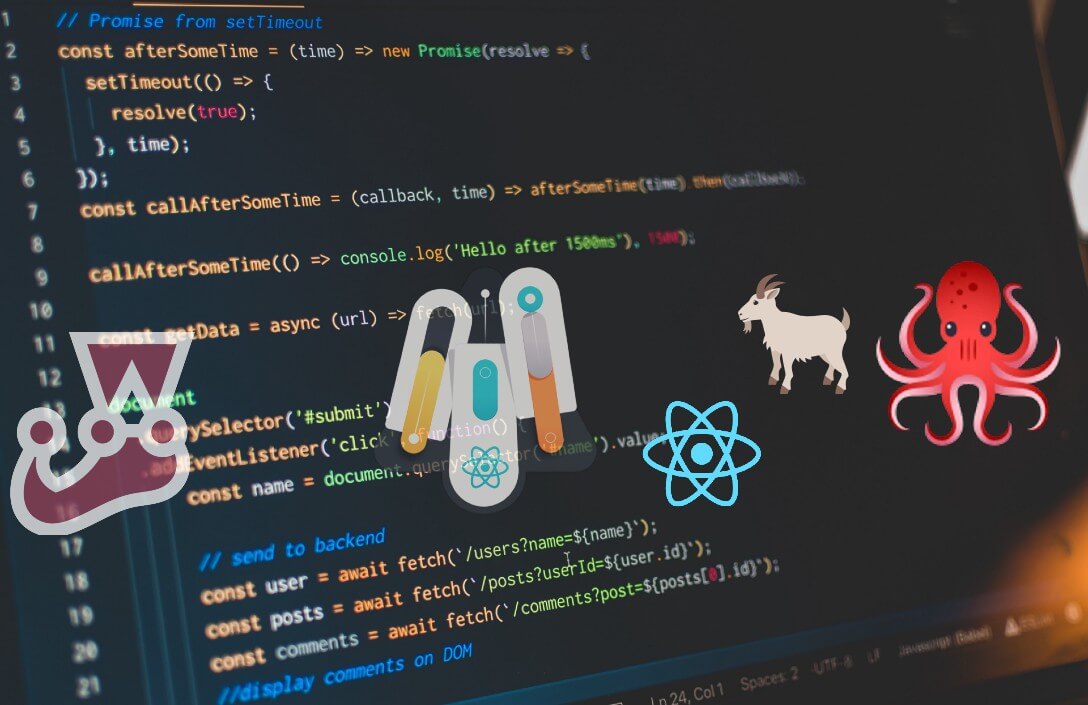 1 // Promise from setTimeout
2 const afterSomeTime = (time) => new Promise(resolve => {
3 setTimeout(() => {
4 resolve(true);
5 }, time);
6 });
7 const callAfterSomeTime = (callback, time) => afterSomeTime(time).then(callback);
8
9 callAfterSomeTime(() => console.log('Hello after 1500ms'), 1500);
10
11 const getData = async (url) => fetch(url);
12
13 document
14 .querySelector('#submit')
15 .addEventListener('click', function() {
16 const name = document.querySelector('#name').value
17
18 // send to backend
19 const user = await fetch(`/users?name=${name}`);
20 const posts = await fetch(`/posts?userId=${user.id}`);
21 const comments = await fetch(`/comments?post=${posts[0].id}`);
//display comments on DOM
Ln 24, Col 1 Spaces: 2 UTF-8 LF JavaScript (Babel) ESLint